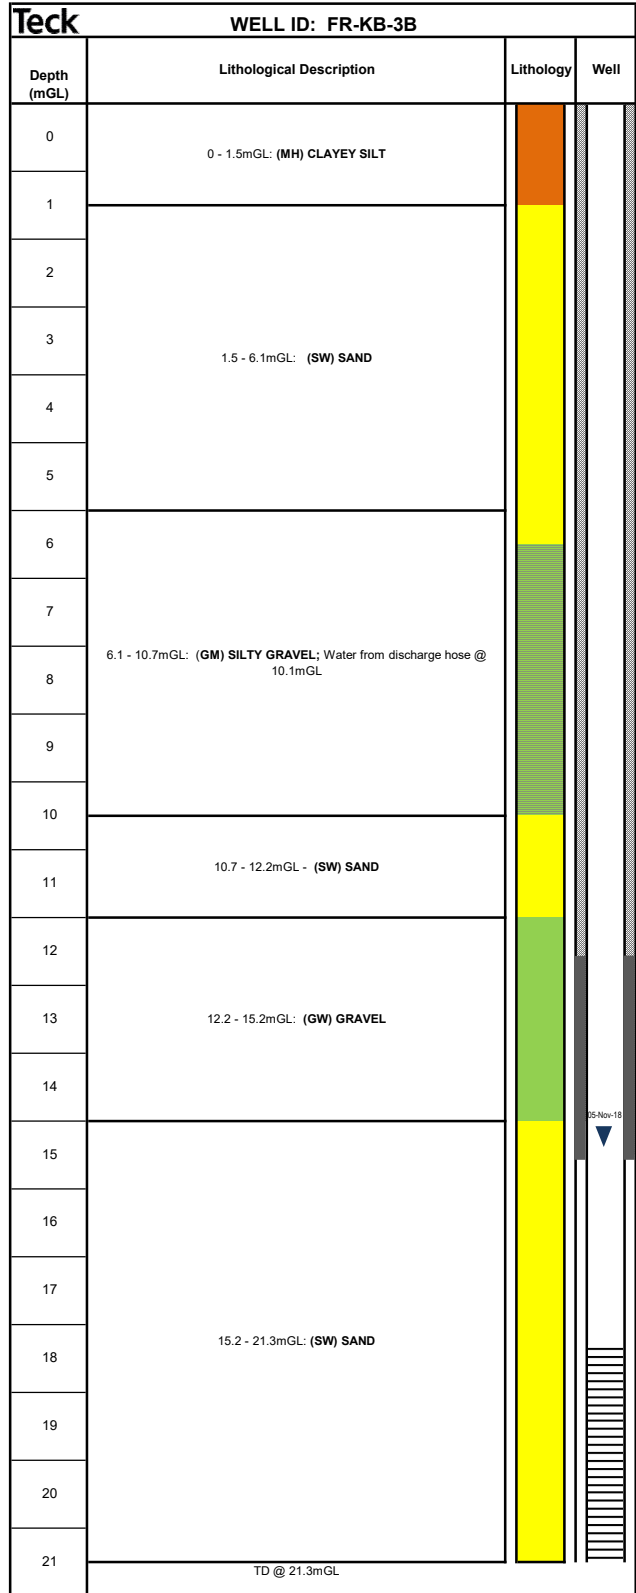 Teck
WELL ID: FR-KB-3B
Depth
(mGL)
Lithological Description
Lithology
Well
0
0 - 1.5mGL: (MH) CLAYEY SILT
1
2
3
1.5 - 6.1mGL: (SW) SAND
4
5
6
7
6.1 - 10.7mGL: (GM) SILTY GRAVEL; Water from discharge hose @
10.1mGL
8
9
10
10.7 - 12.2mGL - (SW) SAND
11
12
12.2 - 15.2mGL: (GW) GRAVEL
13
14
05-Nov-18
15
16
17
15.2 - 21.3mGL: (SW) SAND
18
19
20
21
TD @ 21.3mGL